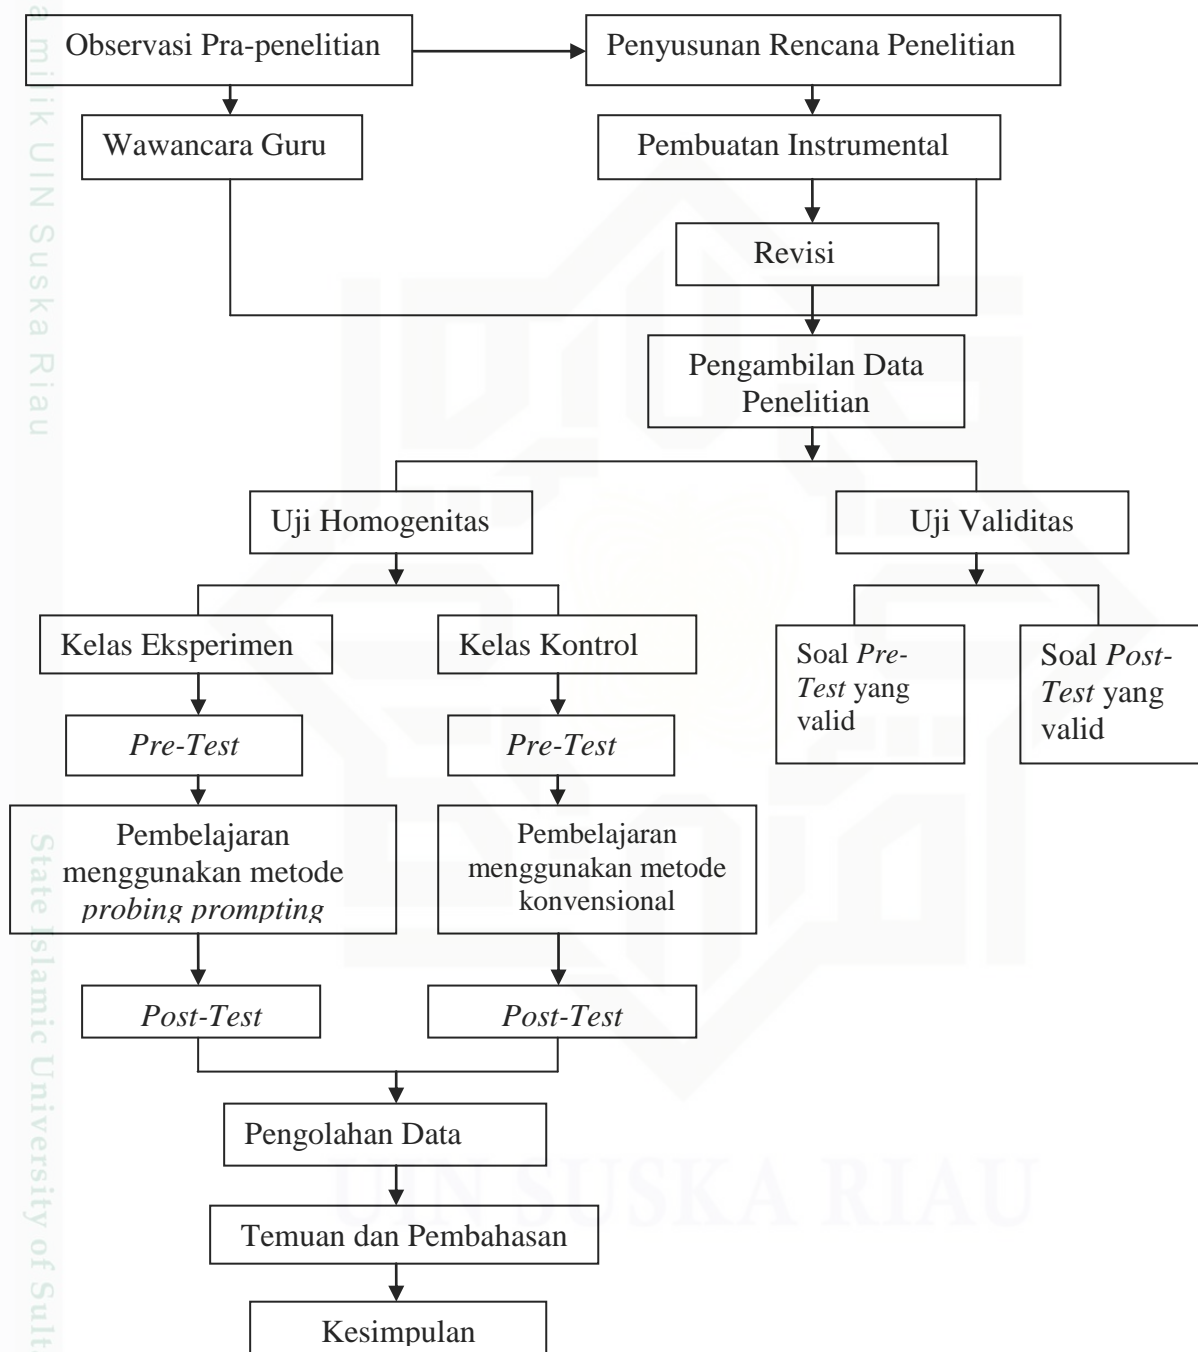 Observasi Pra-penelitian
Penyusunan Rencana Penelitian
Wawancara Guru
Pembuatan Instrumental
Revisi
Pengambilan Data
Penelitian
Uji Homogenitas
Uji Validitas
Kelas Eksperimen
Kelas Kontrol
Soal Pre-
Test yang
valid
Soal Post-
Test yang
valid
Pre-Test
Pre-Test
Pembelajaran
menggunakan metode
probing prompting
Pembelajaran
menggunakan metode
konvensional
Post-Test
Post-Test
Pengolahan Data
Temuan dan Pembahasan
Kesimpulan
a milik UIN Suska Riau
State Islamic University of Sult
UIN SUSKA RIAU